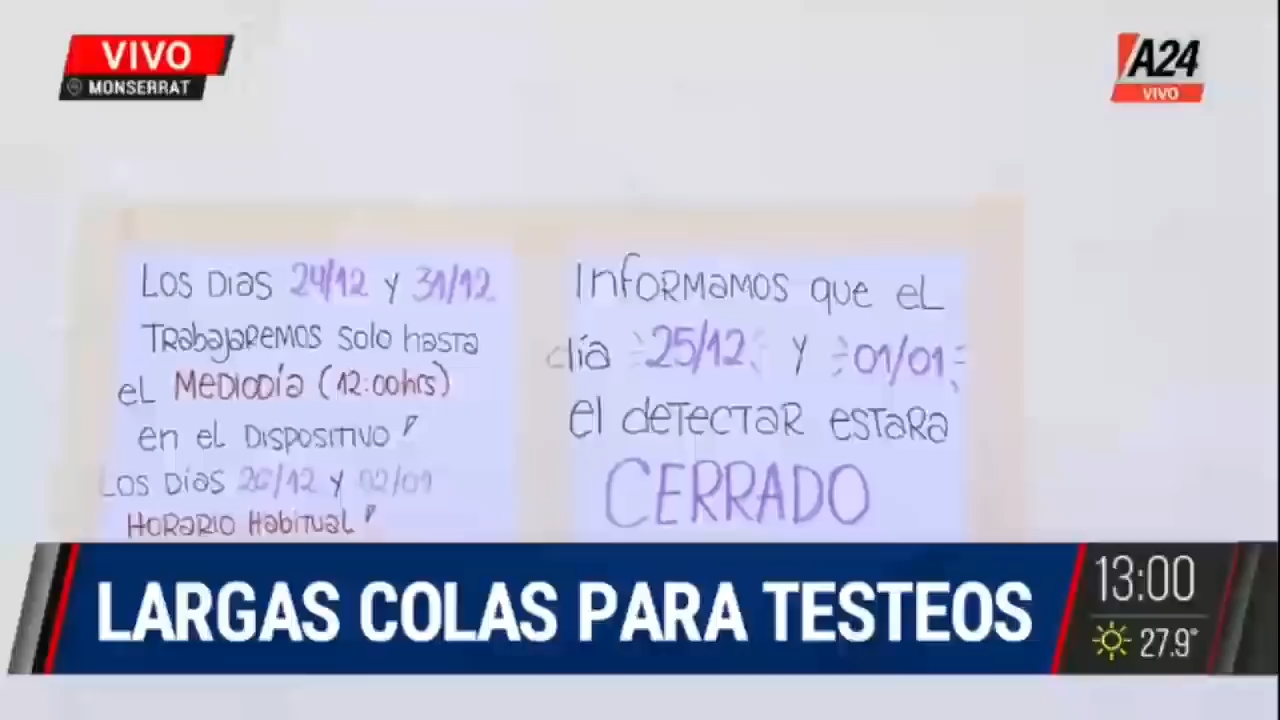 VIVO
MONSERRAT
A24
VIVO
LOS DIAS 24/12 y 31/12
TRABAJAREMOS SOLO HASTA
EL MEDIODÍA (12:00hrs)
EN EL DISPOSITIVO
LOS DÍAS 26/12 y 02/01
HORARIO HABITUAL
INFORMAMOS QUE EL
día 25/12 y 01/01
el DETECTAR ESTARA
CERRADO
LARGAS COLAS PARA TESTEOS
13:00
27.9°